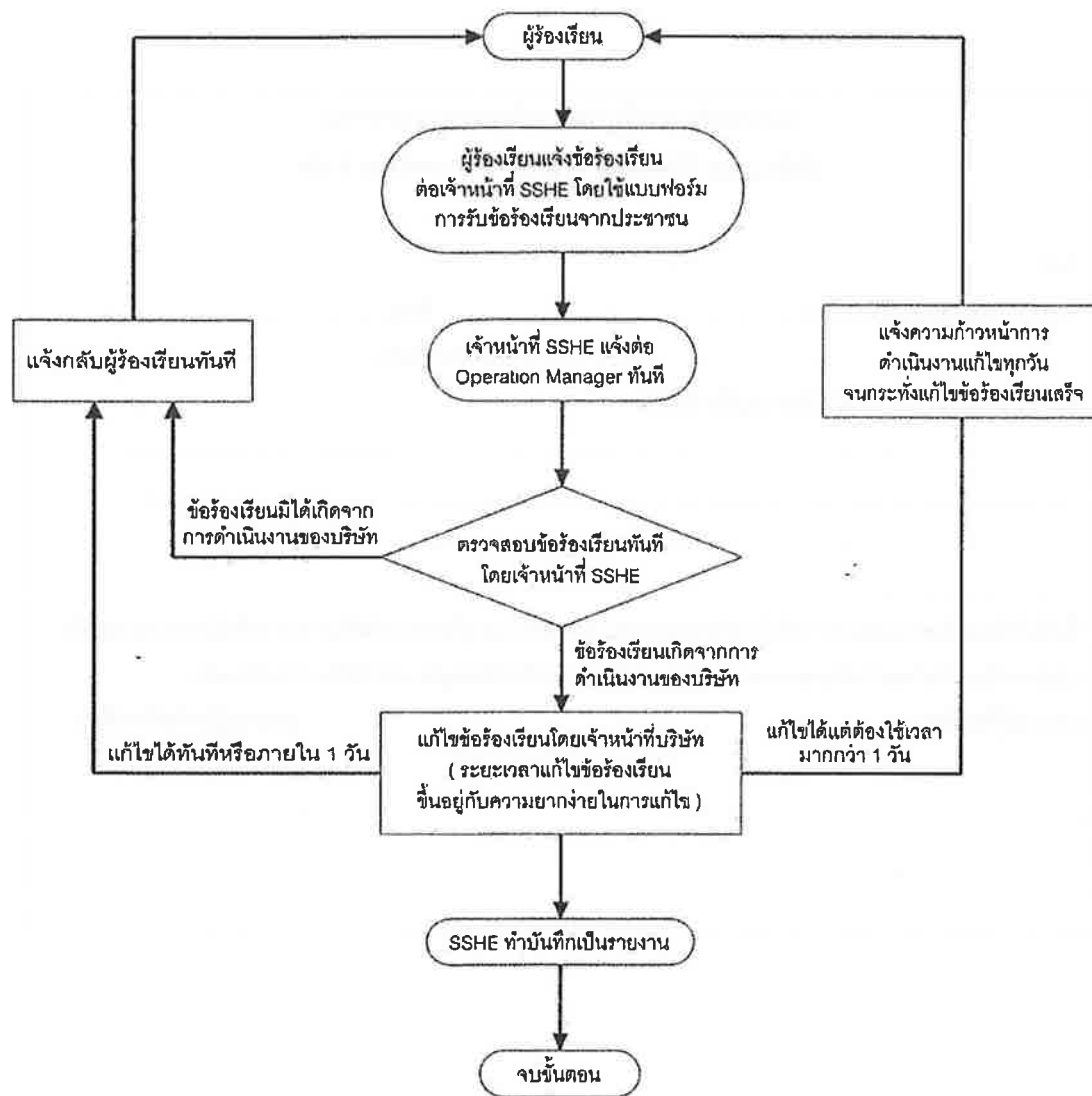 ผู้ร้องเรียน
ผู้ร้องเรียนแจ้งข้อร้องเรียน
ต่อเจ้าหน้าที่ SSHE โดยใช้แบบฟอร์ม
การรับข้อร้องเรียนจากประชาชน
แจ้งกลับผู้ร้องเรียนทันที
เจ้าหน้าที่ SSHE แจ้งต่อ
Operation Manager ทันที
แจ้งความก้าวหน้าการ
ดำเนินงานแก้ไขทุกวัน
จนกระทั่งแก้ไขข้อร้องเรียนเสร็จ
ข้อร้องเรียนมิได้เกิดจาก
การดำเนินงานของบริษัท
ตรวจสอบข้อร้องเรียนทันที
โดยเจ้าหน้าที่ SSHE
ข้อร้องเรียนเกิดจากการ
ดำเนินงานของบริษัท
แก้ไขได้ทันทีหรือภายใน 1 วัน
แก้ไขข้อร้องเรียนโดยเจ้าหน้าที่บริษัท
( ระยะเวลาแก้ไขข้อร้องเรียน
ขึ้นอยู่กับความยากง่ายในการแก้ไข )
แก้ไขได้แต่ต้องใช้เวลา
มากกว่า 1 วัน
SSHE ทำบันทึกเป็นรายงาน
จบขั้นตอน